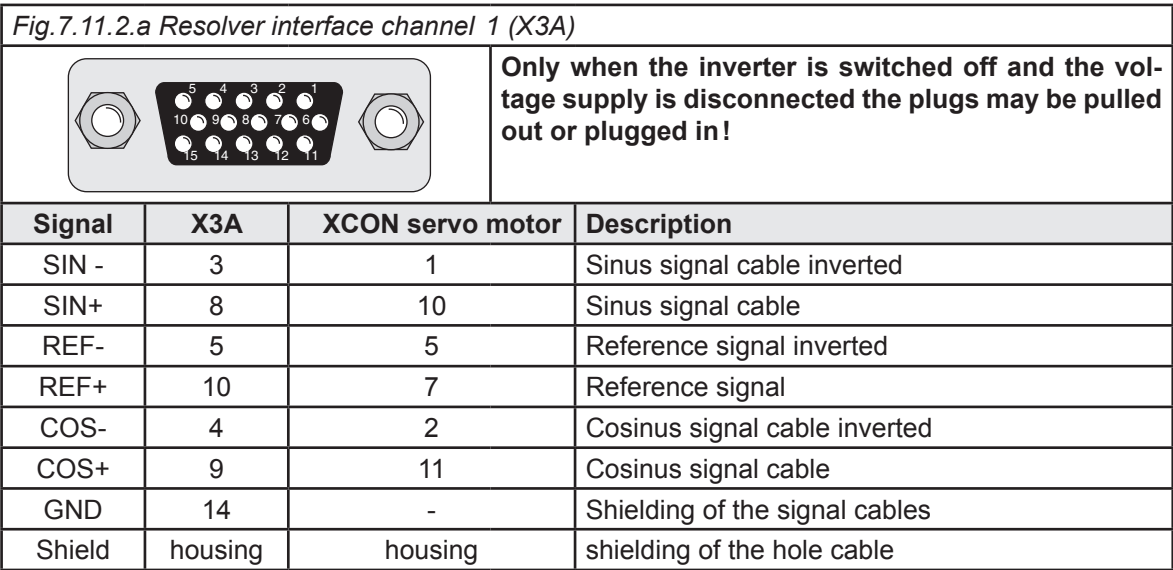 Fig.7.11.2.a Resolver interface channel 1 (X3A)
5 4 3 2 1
10 9 8 7 6
15 14 13 12 11
Only when the inverter is switched off and the vol-
tage supply is disconnected the plugs may be pulled
out or plugged in!
Signal X3A XCON servo motor Description
SIN - 3 1 Sinus signal cable inverted
SIN+ 8 10 Sinus signal cable
REF- 5 5 Reference signal inverted
REF+ 10 7 Reference signal
COS- 4 2 Cosinus signal cable inverted
COS+ 9 11 Cosinus signal cable
GND 14 - Shielding of the signal cables
Shield housing housing shielding of the hole cable